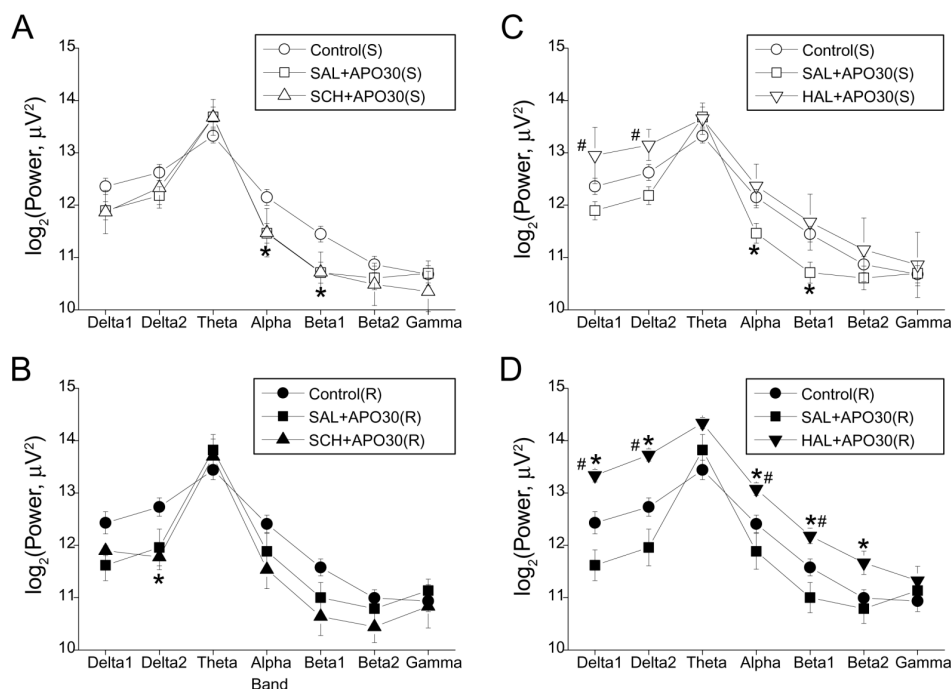 A
log2(Power, μV²)
15
14
13
12
11
10
Control(S)
SAL+APO30(S)
SCH+APO30(S)
*
*
Delta1 Delta2 Theta Alpha Beta1 Beta2 Gamma
C
log2(Power, μV²)
15
14
13
12
11
10
Control(S)
SAL+APO30(S)
HAL+APO30(S)
# #
*
*
Delta1 Delta2 Theta Alpha Beta1 Beta2 Gamma
B
log2(Power, μV²)
15
14
13
12
11
10
Control(R)
SAL+APO30(R)
SCH+APO30(R)
*
Delta1 Delta2 Theta Alpha Beta1 Beta2 Gamma
Band
D
log2(Power, μV²)
15
14
13
12
11
10
Control(R)
SAL+APO30(R)
HAL+APO30(R)
#* #*
*#
*#
*
Delta1 Delta2 Theta Alpha Beta1 Beta2 Gamma